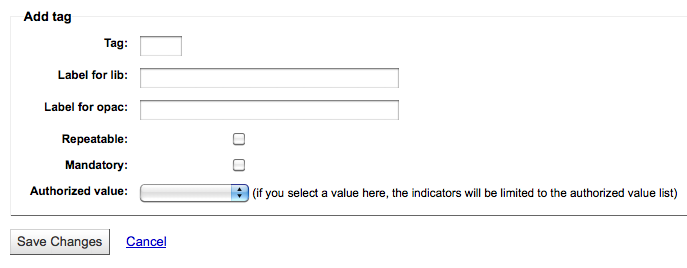 Add tag
Tag:
Label for lib:
Label for opac:
Repeatable:
Mandatory:
Authorized value: (if you select a value here, the indicators will be limited to the authorized value list)
Save Changes Cancel